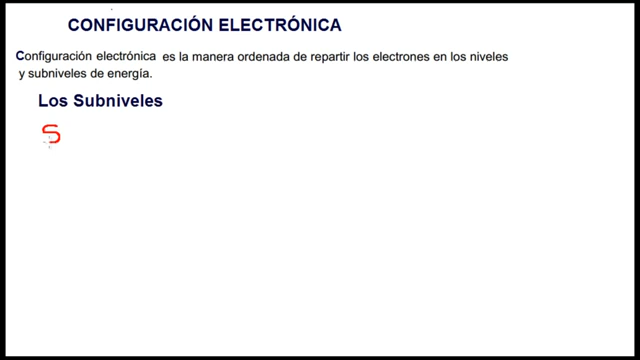 CONFIGURACIÓN ELECTRÓNICA
Configuración electrónica es la manera ordenada de repartir los electrones en los niveles
y subniveles de energía.
Los Subniveles
S